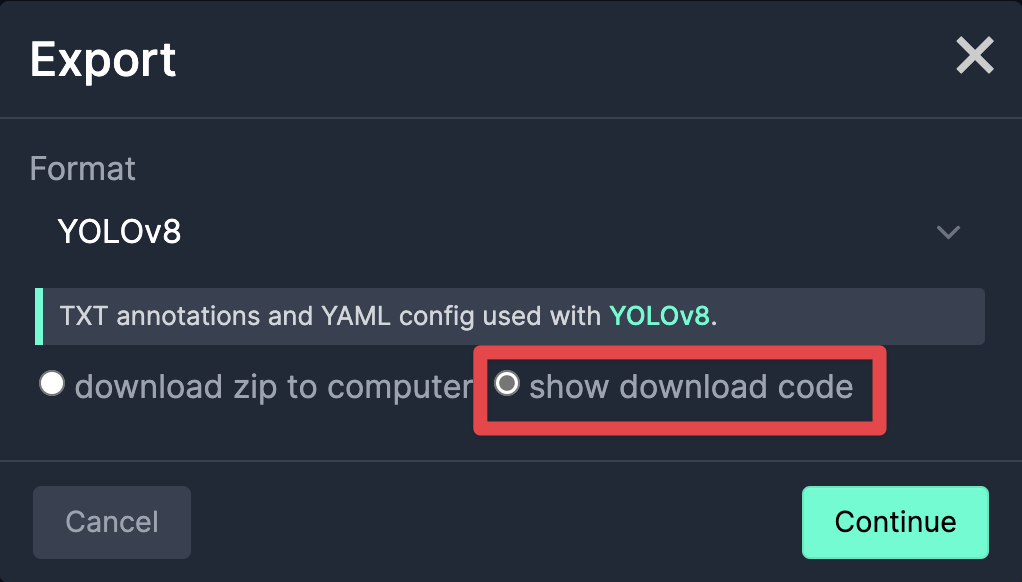 Export
Format
YOLOv8
TXT annotations and YAML config used with YOLOv8.
download zip to computer show download code
Cancel Continue